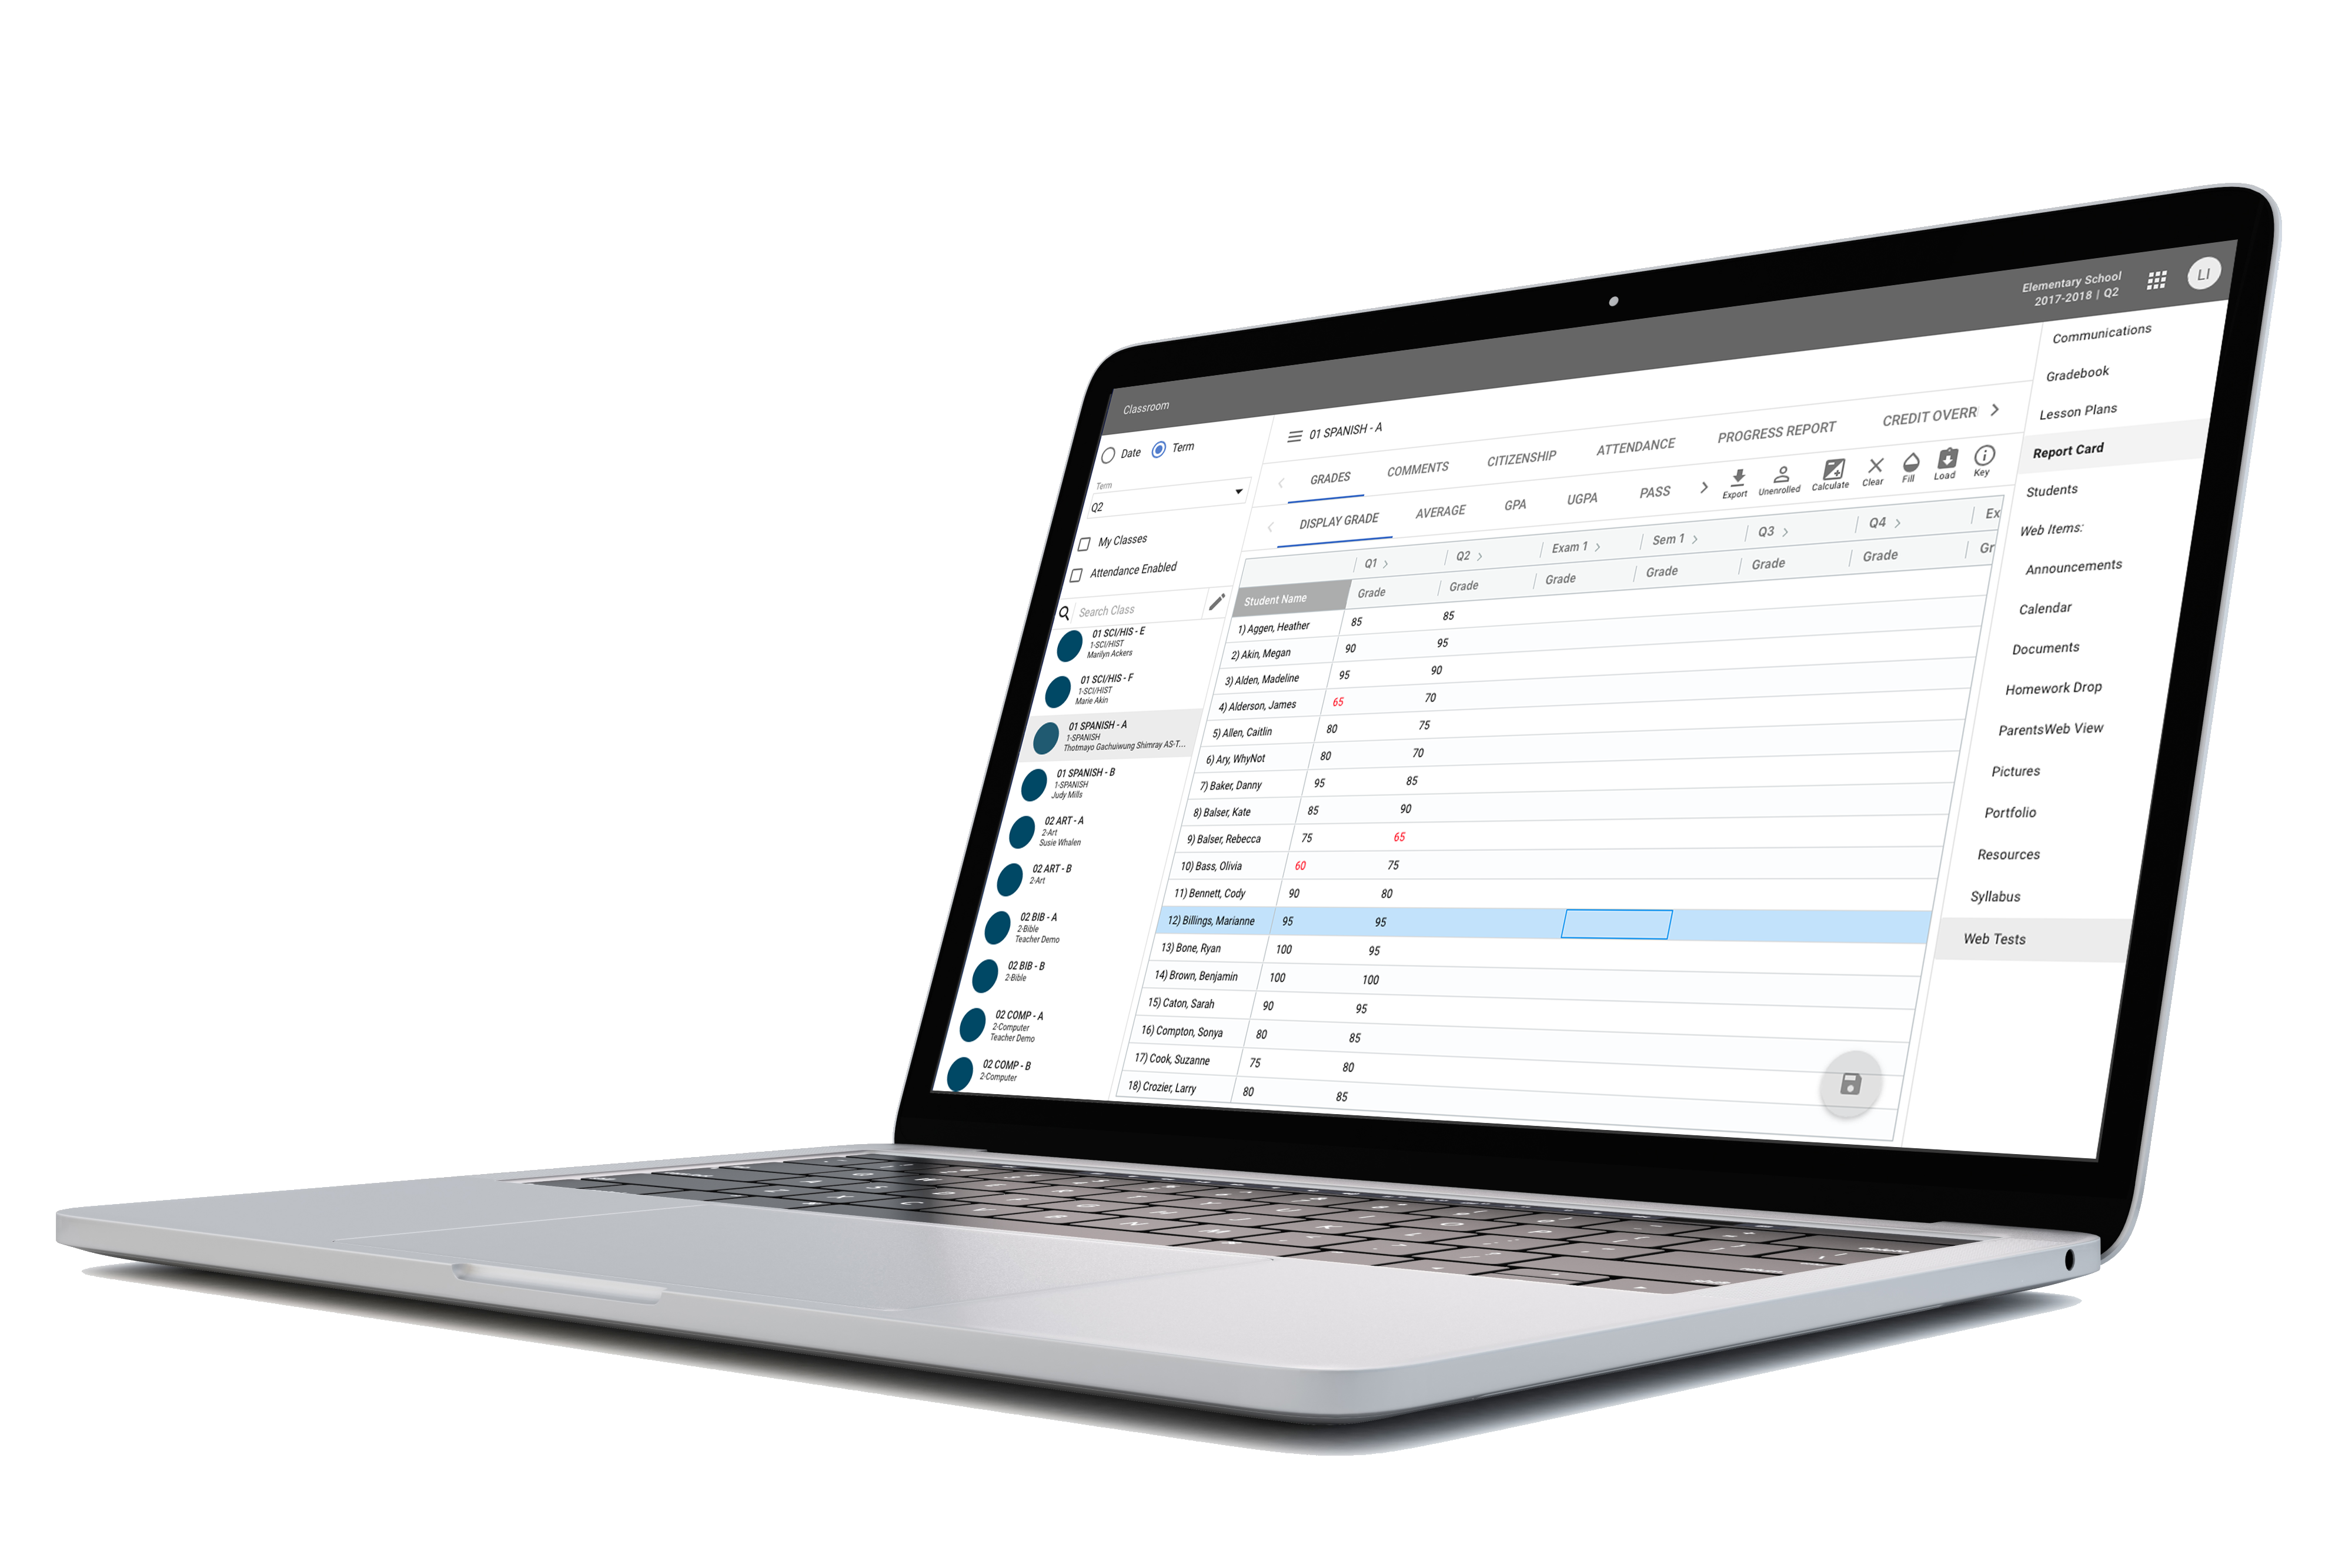 Classroom
Elementary School
2017-2018 | Q2
LI
Date
Term
Term
Q2
My Classes
Attendance Enabled
Search Class
01 SCI/HIS - E
1-SCI/HIST
Marilyn Ackers
01 SCI/HIS - F
1-SCI/HIST
Marie Akin
01 SPANISH - A
1-SPANISH
Thotmayo Gachuiwung Shimray AS-T...
01 SPANISH - B
1-SPANISH
Judy Mills
02 ART - A
2-Art
Susie Whalen
02 ART - B
2-Art
02 BIB - A
2-Bible
Teacher Demo
02 BIB - B
2-Bible
02 COMP - A
2-Computer
Teacher Demo
02 COMP - B
2-Computer
01 SPANISH - A
GRADES COMMENTS CITIZENSHIP ATTENDANCE PROGRESS REPORT CREDIT OVERR
DISPLAY GRADE AVERAGE GPA UGPA PASS
Export Unenrolled Calculate Clear Fill Load Key
Q1 Q2 Exam 1 Sem 1 Q3 Q4 Ex
Student Name Grade Grade Grade Grade Grade Grade Gr
1) Aggen, Heather 85 85
2) Akin, Megan 90 95
3) Alden, Madeline 95 90
4) Alderson, James 65 70
5) Allen, Caitlin 80 75
6) Ary, WhyNot 80 70
7) Baker, Danny 95 85
8) Balser, Kate 85 90
9) Balser, Rebecca 75 65
10) Bass, Olivia 60 75
11) Bennett, Cody 90 80
12) Billings, Marianne 95 95
13) Bone, Ryan 100 95
14) Brown, Benjamin 100 100
15) Caton, Sarah 90 95
16) Compton, Sonya 80 85
17) Cook, Suzanne 75 80
18) Crozier, Larry 80 85
Communications
Gradebook
Lesson Plans
Report Card
Students
Web Items:
Announcements
Calendar
Documents
Homework Drop
ParentsWeb View
Pictures
Portfolio
Resources
Syllabus
Web Tests